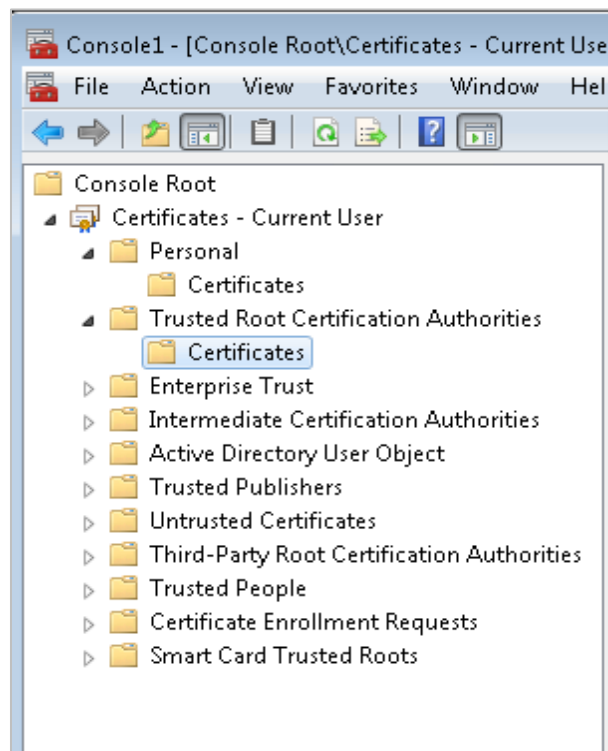 Console1 - [Console Root\Certificates - Current Use
File Action View Favorites Window Hel
Console Root
Certificates - Current User
Personal
Certificates
Trusted Root Certification Authorities
Certificates
Enterprise Trust
Intermediate Certification Authorities
Active Directory User Object
Trusted Publishers
Untrusted Certificates
Third-Party Root Certification Authorities
Trusted People
Certificate Enrollment Requests
Smart Card Trusted Roots